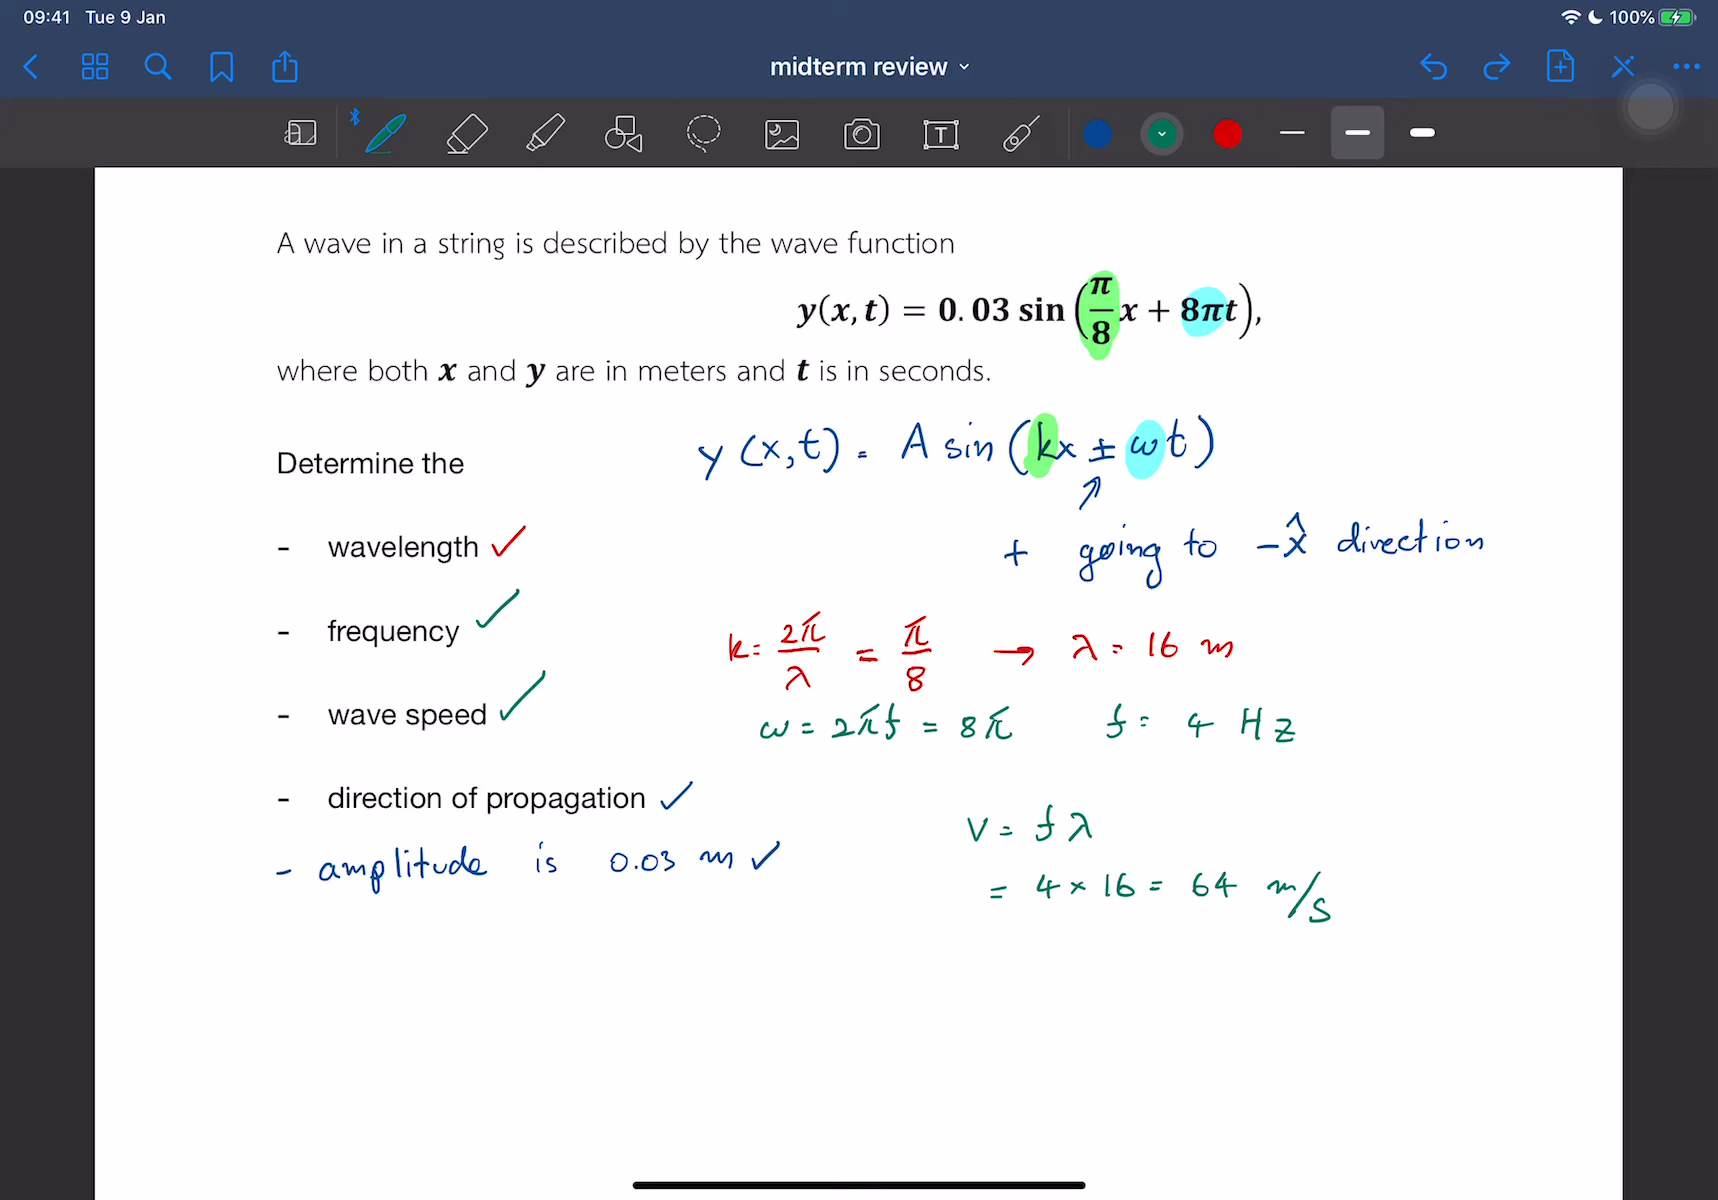 09:41 Tue 9 Jan
100%
midterm review
T
A wave in a string is described by the wave function
y(x, t) = 0.03 sin (π/8 x + 8πt),
where both x and y are in meters and t is in seconds.
y (x,t) = A sin (kx ± ωt)
Determine the
+ going to -x̂ direction
- wavelength ✓
- frequency ✓
k = 2π/λ = π/8 → λ = 16 m
- wave speed ✓
ω = 2πf = 8π f = 4 Hz
- direction of propagation ✓
V = f λ
- amplitude is 0.03 m ✓
= 4 × 16 = 64 m/s